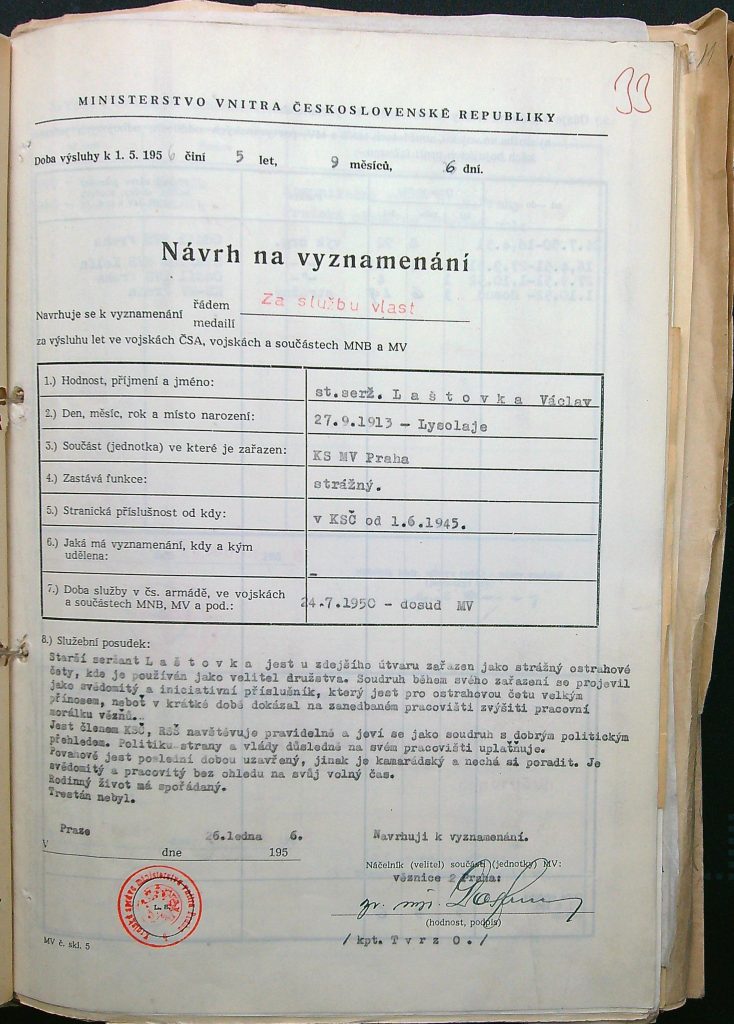 33
MINISTERSTVO VNITRA ČESKOSLOVENSKÉ REPUBLIKY
Doba výsluhy k 1. 5. 1956 činí 5 let, 9 měsíců, 6 dní.
Návrh na vyznamenání
Navrhuje se k vyznamenání řádem Za službu vlast
medailí
za výsluhu let ve vojskách ČSA, vojskách a součástech MNB a MV
1.) Hodnost, příjmení a jméno: st.serž. L a š t o v k a Václav
2.) Den, měsíc, rok a místo narození: 27.9.1913 - Lysolaje
3.) Součást (jednotka) ve které je zařazen: KS MV Praha
4.) Zastává funkce: strážný.
5.) Stranická příslušnost od kdy: v KSČ od 1.6.1945.
6.) Jaká má vyznamenání, kdy a kým
udělena: -
7.) Doba služby v čs. armádě, ve vojskách
a součástech MNB, MV a pod.: 24.7.1950 - dosud MV
8.) Služební posudek:
Starší seržant L a š t o v k a jest u zdejšího útvaru zařazen jako strážný ostrahové
čety, kde je používán jako velitel družstva. Soudruh během svého zařazení se projevil
jako svědomitý a iniciativní příslušník, který jest pro ostrahovou četu velkým
přínosem, neboť v krátké době dokázal na zanedbaném pracovišti zvýšiti pracovní
morálku vězňů.
Jest členem KSČ, RSŠ navštěvuje pravidelně a jeví se jako soudruh s dobrým politickým
přehledem. Politiku strany a vlády důsledně na svém pracovišti uplatňuje.
Povahově jest poslední dobou uzavřený, jinak je kamarádský a nechá si poradit. Je
svědomitý a pracovitý bez ohledu na svůj volný čas.
Rodinný život má spořádaný.
Trestán nebyl.
V Praze dne 26.ledna 1956.
Navrhuji k vyznamenání.
Náčelník (velitel) součásti (jednotky) MV:
Věznice 2 Praha:
(hodnost, podpis)
/ kpt. T v r z O. /
MV č. skl. 5